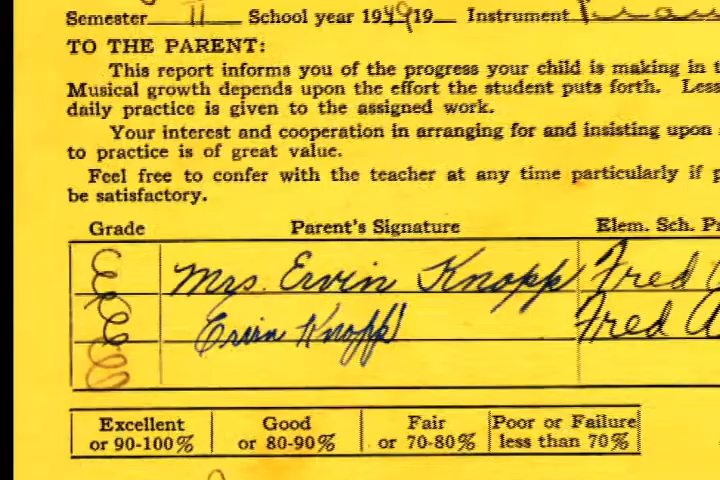 Semester II School year 194919 Instrument
TO THE PARENT:
This report informs you of the progress your child is making in
Musical growth depends upon the effort the student puts forth. Less
daily practice is given to the assigned work.
Your interest and cooperation in arranging for and insisting upon
to practice is of great value.
Feel free to confer with the teacher at any time particularly if
be satisfactory.
Grade Parent's Signature Elem. Sch.
Mrs. Ervin Knopp Fred
Ervin Knopp Fred
Excellent Good Fair Poor or Failure
or 90-100% or 80-90% or 70-80% less than 70%